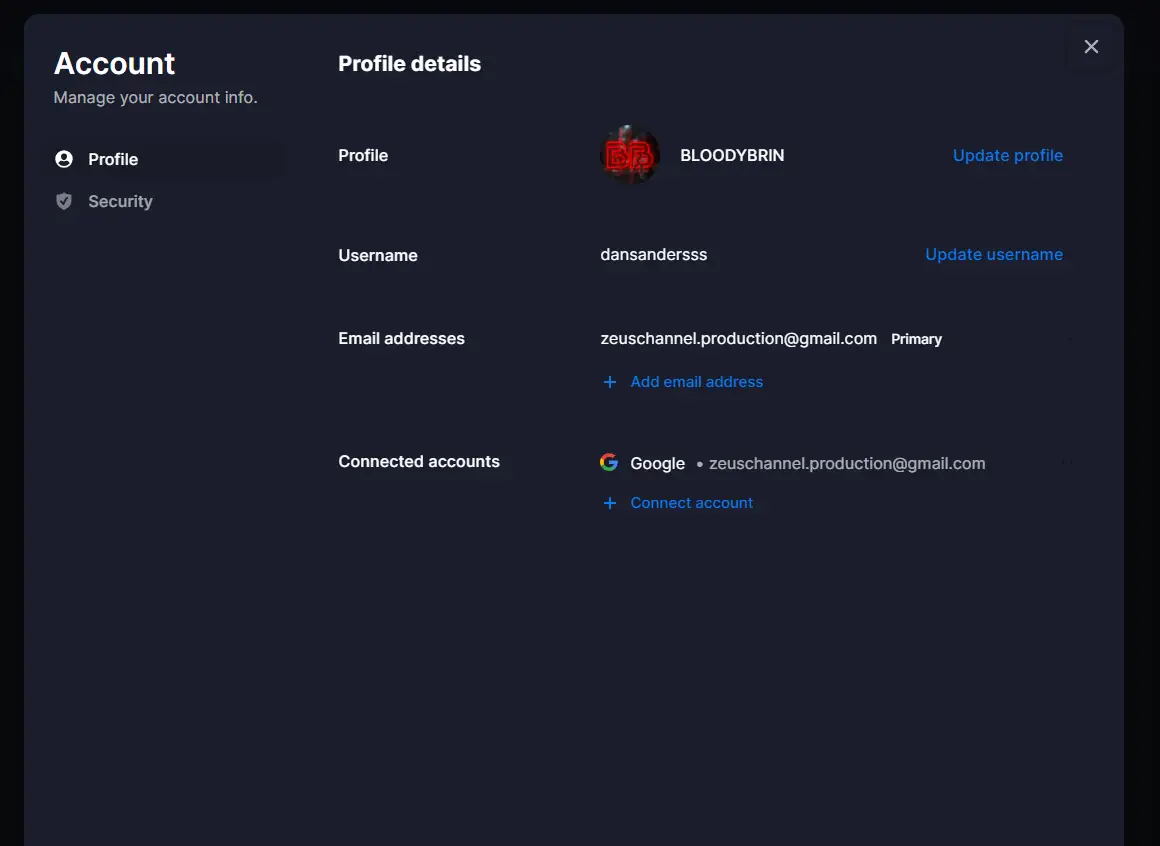 Account
Manage your account info.
Profile
Security
Profile details
Profile
BB
BLOODYBRIN
Update profile
Username
dansandersss
Update username
Email addresses
zeuschannel.production@gmail.com Primary
+ Add email address
Connected accounts
Google • zeuschannel.production@gmail.com
+ Connect account